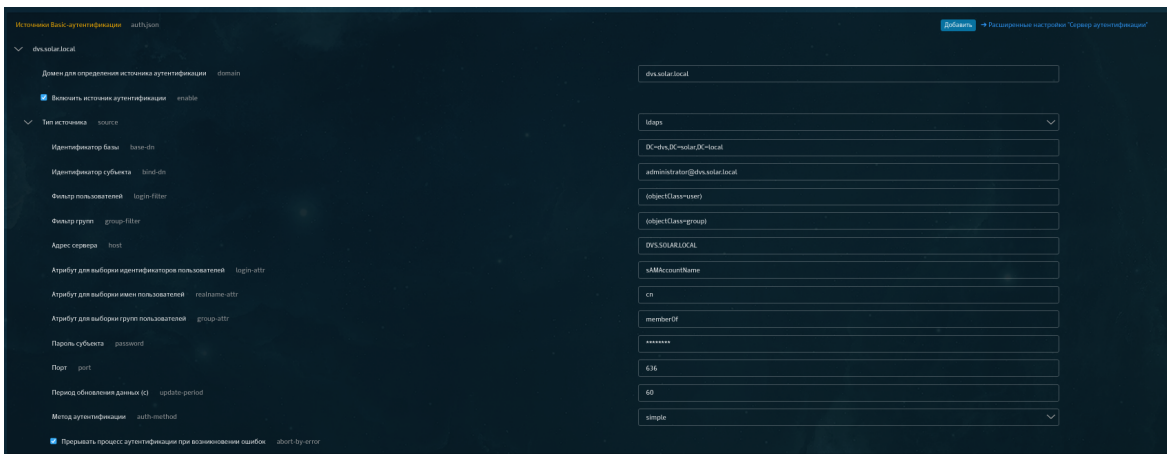 Источники Basic-аутентификации auth.json Добавить ➔ Расширенные настройки "Сервер аутентификации"
dvs.solar.local
Домен для определения источника аутентификации domain dvs.solar.local
Включить источник аутентификации enable
Тип источника source ldaps
Идентификатор базы base-dn DC=dvs,DC=solar,DC=local
Идентификатор субъекта bind-dn administrator@dvs.solar.local
Фильтр пользователей login-filter (objectClass=user)
Фильтр групп group-filter (objectClass=group)
Адрес сервера host DVS.SOLAR.LOCAL
Атрибут для выборки идентификаторов пользователей login-attr sAMAccountName
Атрибут для выборки имен пользователей realname-attr cn
Атрибут для выборки групп пользователей group-attr memberOf
Пароль субъекта password ********
Порт port 636
Период обновления данных (с) update-period 60
Метод аутентификации auth-method simple
Прерывать процесс аутентификации при возникновении ошибок abort-by-error